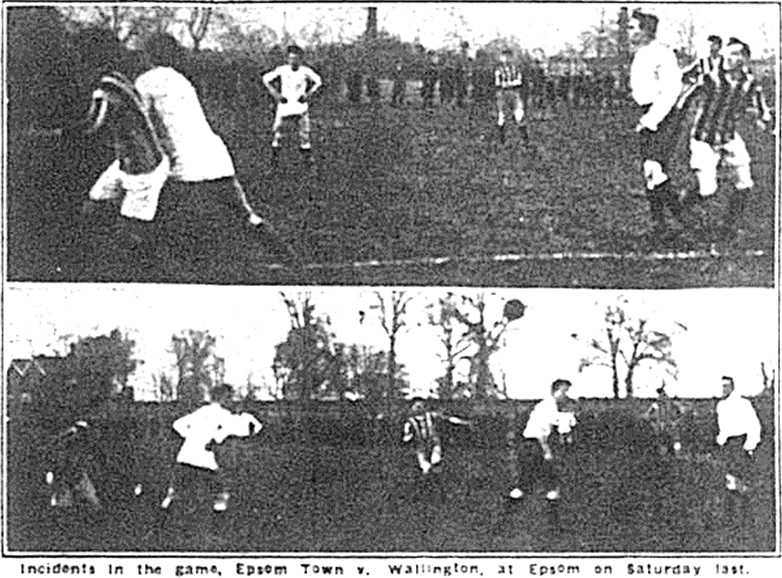 Incidents in the game, Epsom Town v. Wallington, at Epsom on Saturday last.